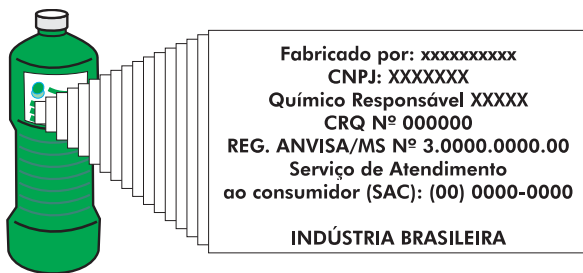 Fabricado por: xxxxxxxxxx
CNPJ: XXXXXXX
Químico Responsável XXXXX
CRQ Nº 000000
REG. ANVISA/MS Nº 3.0000.0000.00
Serviço de Atendimento
ao consumidor (SAC): (00) 0000-0000
INDÚSTRIA BRASILEIRA